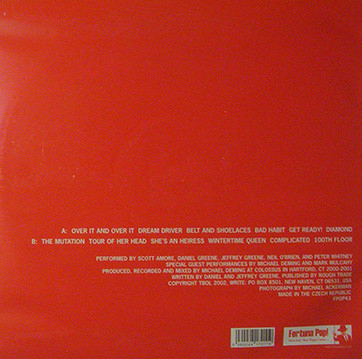 A: OVER IT AND OVER IT DREAM DRIVER BELT AND SHOELACES BAD HABIT GET READY! DIAMOND
B: THE MUTATION TOUR OF HER HEAD SHE'S AN HEIRESS WINTERTIME QUEEN COMPLICATED 100TH FLOOR
PERFORMED BY SCOTT AMORE, DANIEL GREENE, JEFFREY GREENE, NEIL O'BRIEN, AND PETER WHITNEY
SPECIAL GUEST PERFORMANCES BY MICHAEL DEMING AND MARK MULCAHY
PRODUCED, RECORDED AND MIXED BY MICHAEL DEMING AT COLOSSUS IN HARTFORD, CT 2000-2001
WRITTEN BY DANIEL AND JEFFREY GREENE, PUBLISHED BY ROUGH TRADE
COPYRIGHT TBOL 2002, WRITE: PO BOX 8501, NEW HAVEN, CT 06531, USA
PHOTOGRAPH BY MICHAEL ACKERMAN
MADE IN THE CZECH REPUBLIC
FPOP43
Fortuna Pop!